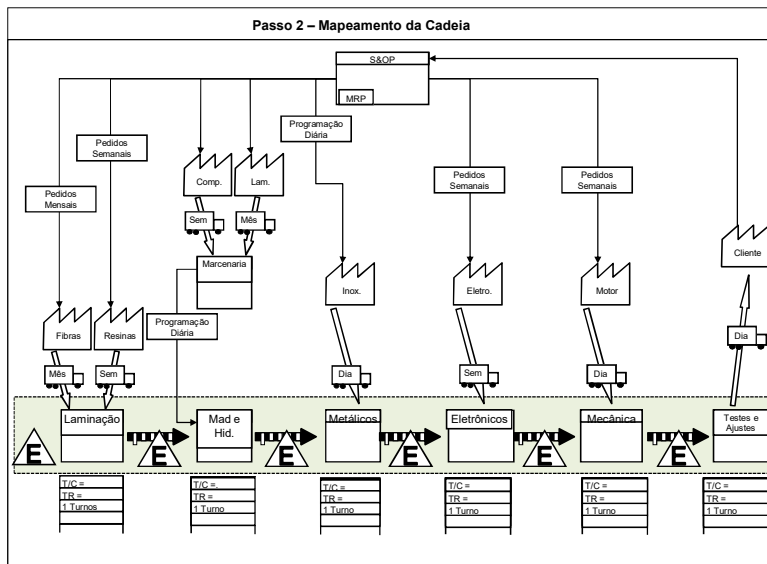 Passo 2 – Mapeamento da Cadeia
S&OP
MRP
Programação
Diária
Pedidos
Semanais
Pedidos
Mensais
Comp.
Lam.
Pedidos
Semanais
Pedidos
Semanais
Sem
Mês
Marcenaria
Cliente
Inox.
Eletro.
Motor
Programação
Diária
Fibras
Resinas
Dia
Mês
Sem
Dia
Sem
Dia
Laminação
Mad e
Hid.
Metálicos
Eletrônicos
Mecânica
Testes e
Ajustes
E
E
E
E
E
E
T/C =
TR =
1 Turnos
T/C =.
TR =
1 Turno
T/C =
TR =
1 Turno
T/C =
TR =
1 Turno
T/C =
TR =
1 Turno
T/C =
TR =
1 Turno